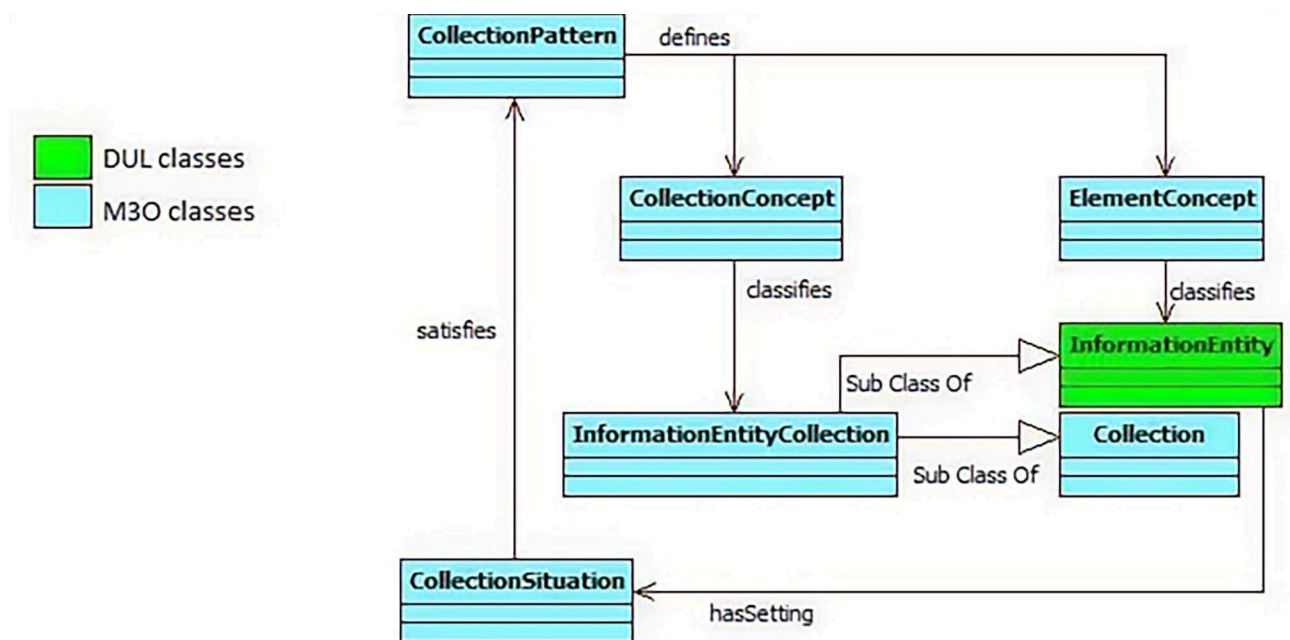 CollectionPattern
defines
DUL classes
M3O classes
CollectionConcept
ElementConcept
classifies
classifies
satisfies
InformationEntity
Sub Class Of
InformationEntityCollection
Collection
Sub Class Of
CollectionSituation
hasSetting